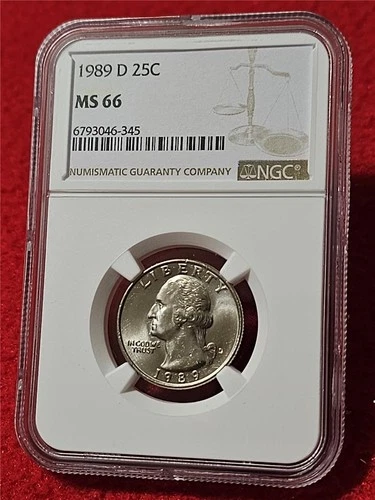 1989 D 25C
MS 66
6793046-345
NUMISMATIC GUARANTY COMPANY
NGC®
LIBERTY
IN GOD WE
TRUST
D
1989